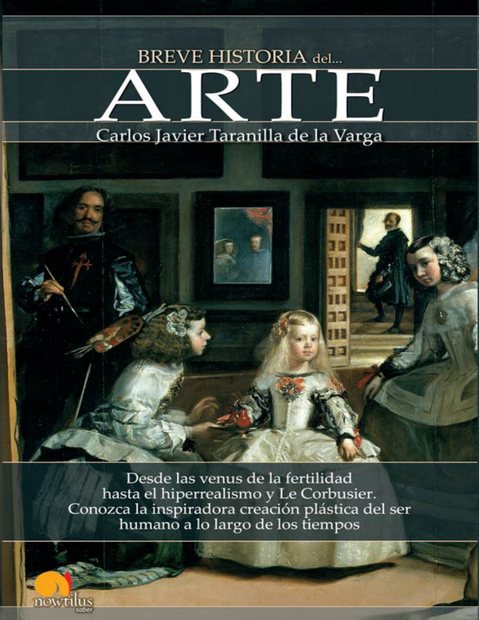 BREVE HISTORIA del...
ARTE
Carlos Javier Taranilla de la Varga
Desde las venus de la fertilidad
hasta el hiperrealismo y Le Corbusier.
Conozca la inspiradora creación plástica del ser
humano a lo largo de los tiempos
nowtilus
saber